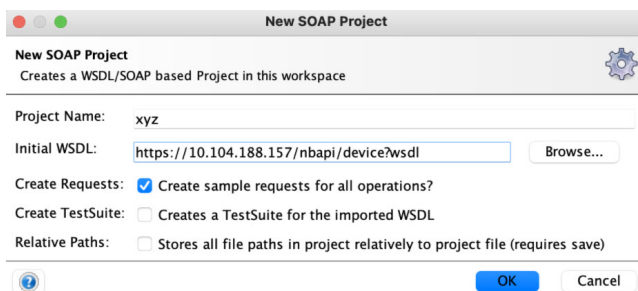 New SOAP Project
New SOAP Project
Creates a WSDL/SOAP based Project in this workspace
Project Name: xyz
Initial WSDL: https://10.104.188.157/nbapi/device?wsdl Browse...
Create Requests: Create sample requests for all operations?
Create TestSuite: Creates a TestSuite for the imported WSDL
Relative Paths: Stores all file paths in project relatively to project file (requires save)
? OK Cancel